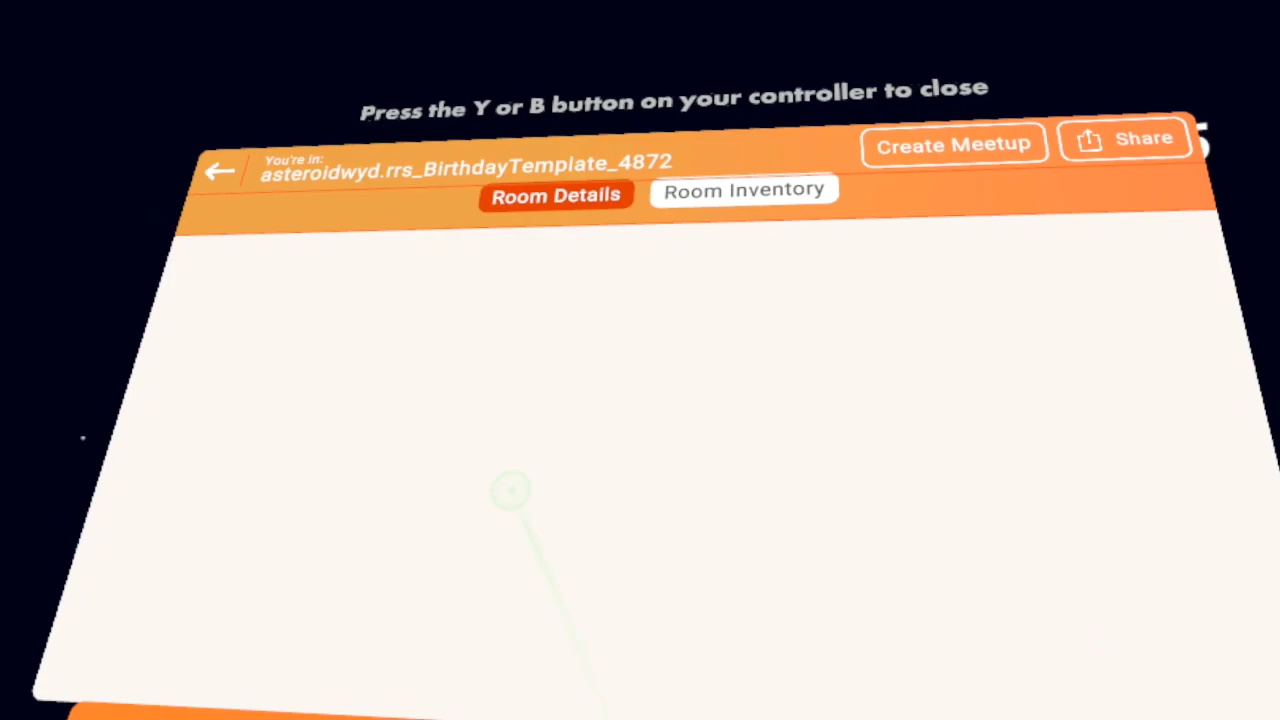 Press the Y or B button on your controller to close
You're in:
asteroidwyd.rrs_BirthdayTemplate_4872
Create Meetup
Share
Room Details
Room Inventory